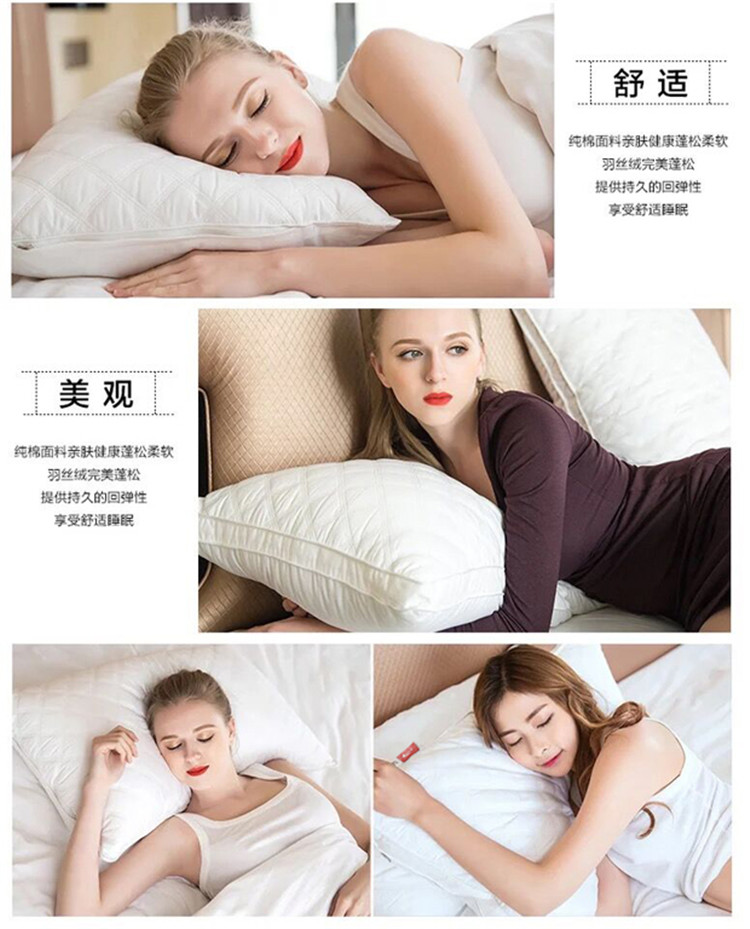 舒适
纯棉面料亲肤健康蓬松柔软
羽丝绒完美蓬松
提供持久的回弹性
享受舒适睡眠
美观
纯棉面料亲肤健康蓬松柔软
羽丝绒完美蓬松
提供持久的回弹性
享受舒适睡眠